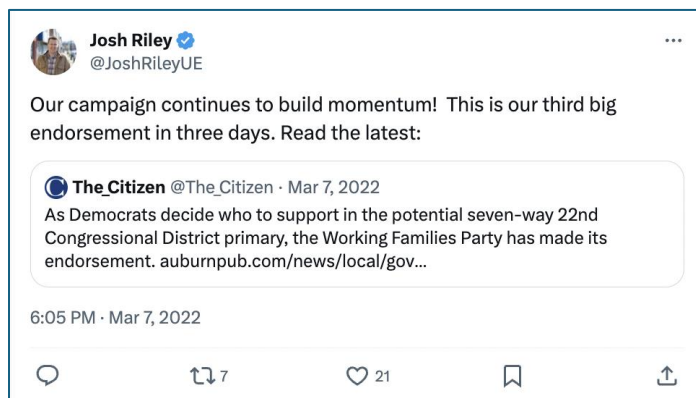 Josh Riley
@JoshRileyUE
Our campaign continues to build momentum!  This is our third big
endorsement in three days. Read the latest:
The_Citizen @The_Citizen · Mar 7, 2022
As Democrats decide who to support in the potential seven-way 22nd
Congressional District primary, the Working Families Party has made its
endorsement. auburnpub.com/news/local/gov...
6:05 PM · Mar 7, 2022
7 21